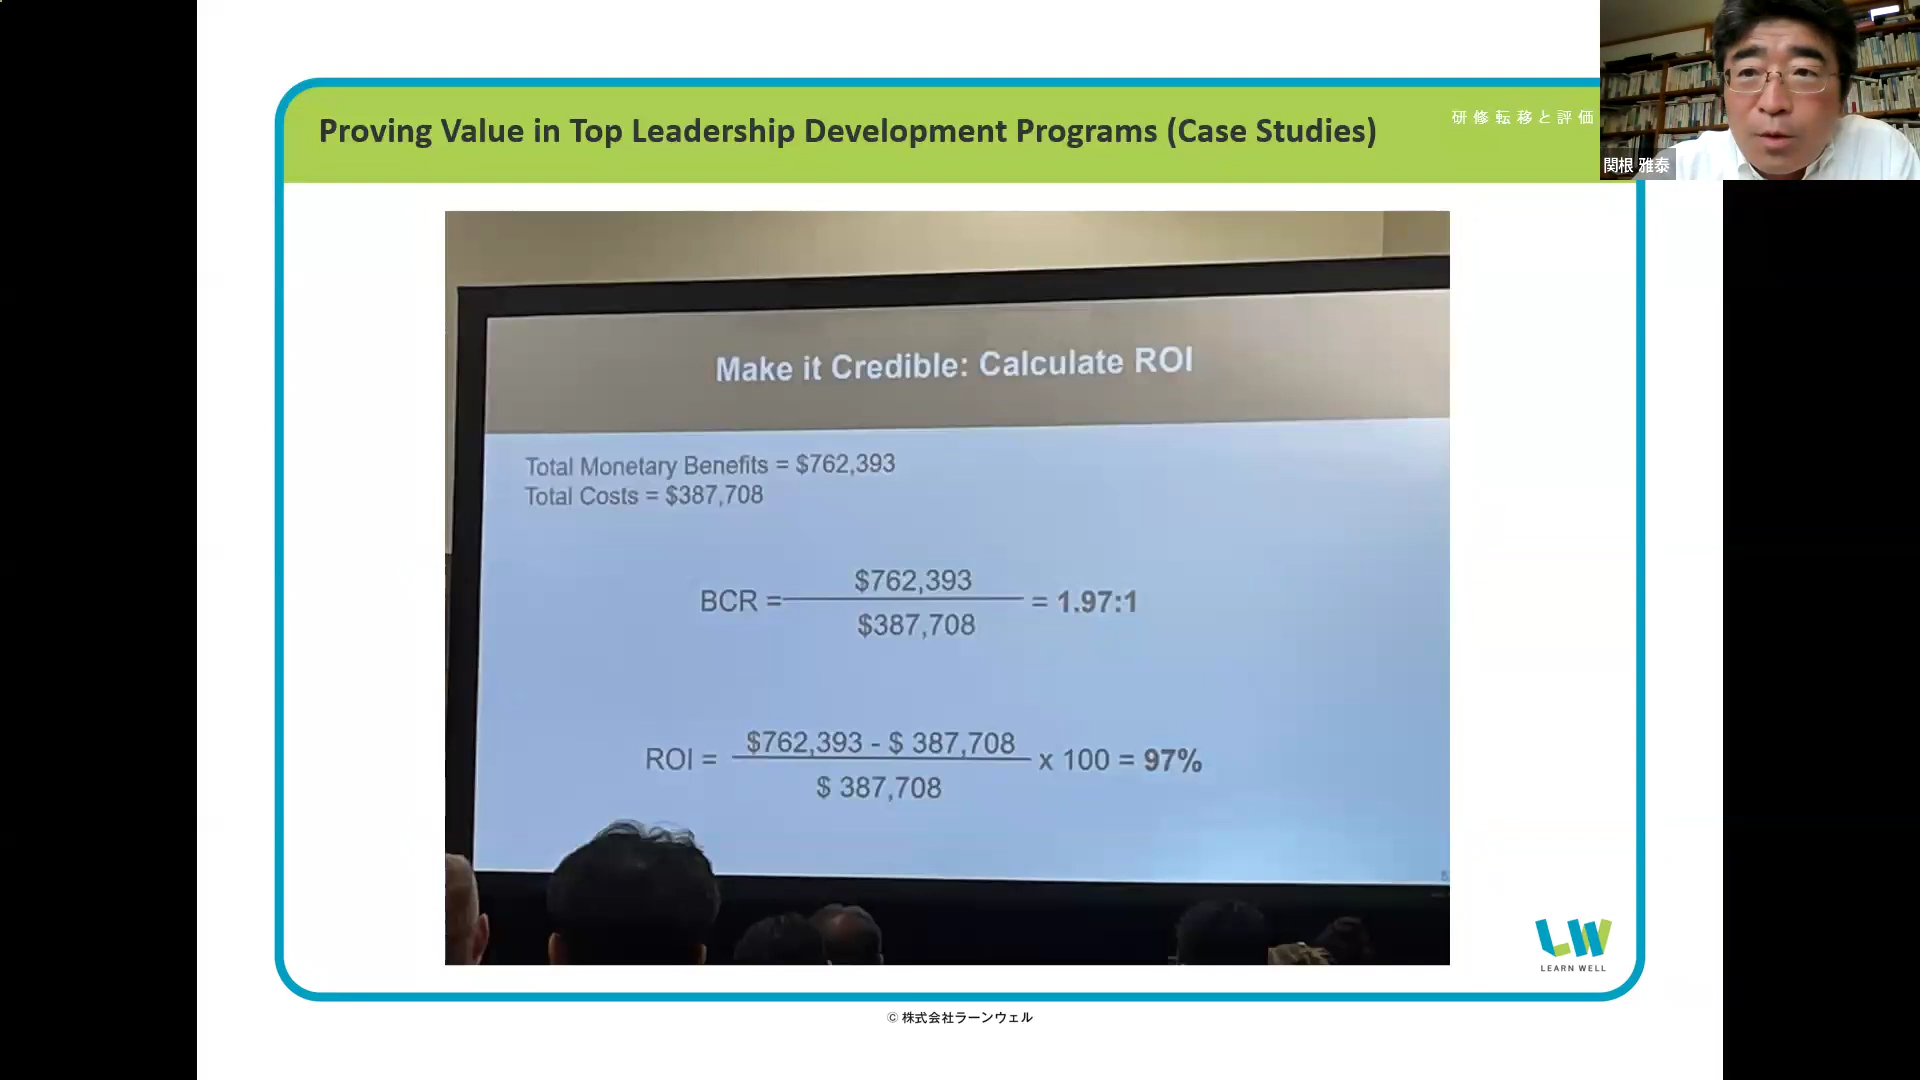 Proving Value in Top Leadership Development Programs (Case Studies)
研修転移と評価
関根 雅泰
Make it Credible: Calculate ROI
Total Monetary Benefits = $762,393
Total Costs = $387,708
BCR = $762,393 / $387,708 = 1.97:1
ROI = $762,393 - $ 387,708 / $ 387,708 x 100 = 97%
LW
LEARN WELL
© 株式会社ラーンウェル